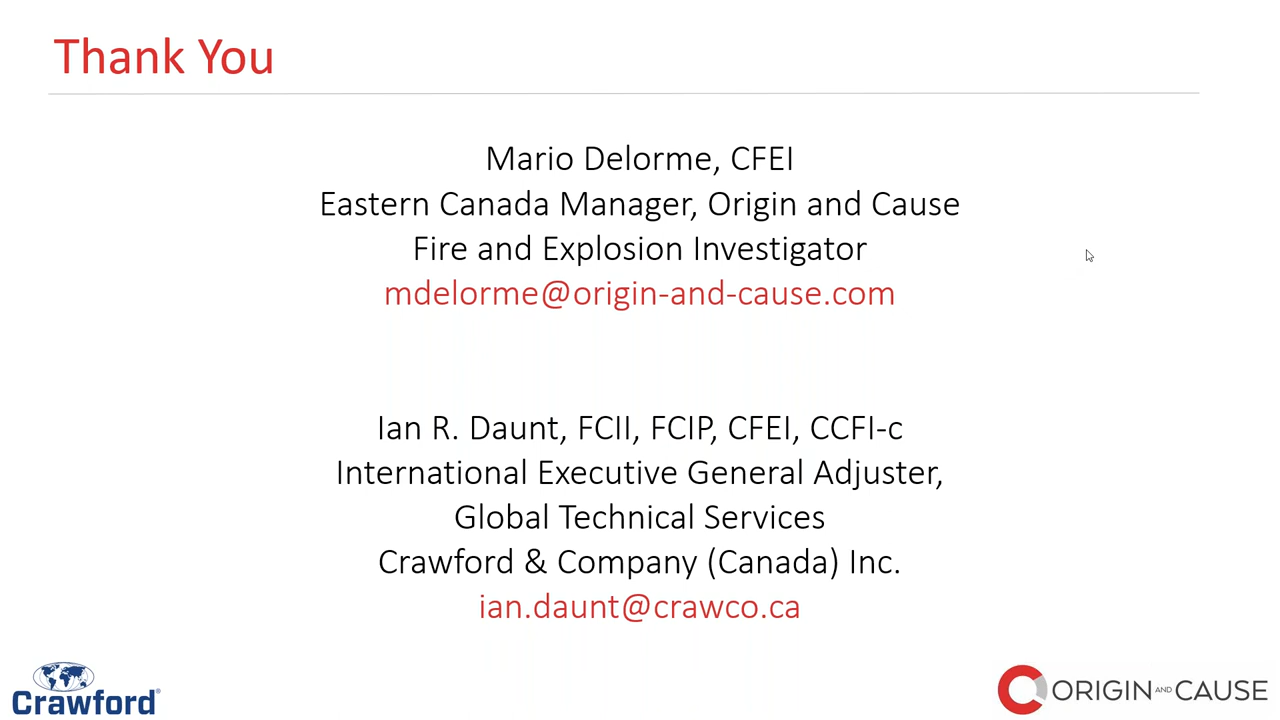 Thank You
Mario Delorme, CFEI
Eastern Canada Manager, Origin and Cause
Fire and Explosion Investigator
mdelorme@origin-and-cause.com
Ian R. Daunt, FCII, FCIP, CFEI, CCFI-c
International Executive General Adjuster,
Global Technical Services
Crawford & Company (Canada) Inc.
ian.daunt@crawco.ca
Crawford®
ORIGIN AND CAUSE